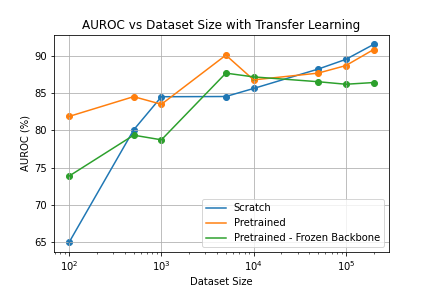 AUROC vs Dataset Size with Transfer Learning
AUROC (%)
90
85
80
75
70
65
10²
10³
10⁴
10⁵
Dataset Size
Scratch
Pretrained
Pretrained - Frozen Backbone